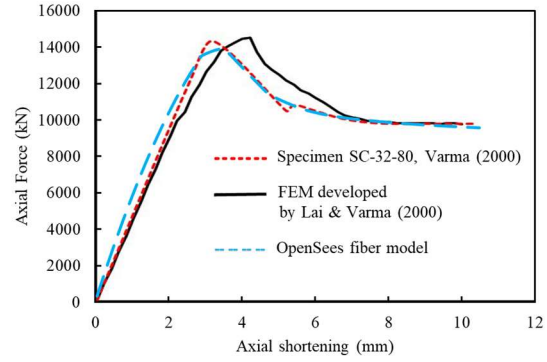 16000
14000
12000
10000
8000
6000
4000
2000
0
Axial Force (kN)
Specimen SC-32-80, Varma (2000)
FEM developed
by Lai & Varma (2000)
OpenSees fiber model
0 2 4 6 8 10 12
Axial shortening (mm)